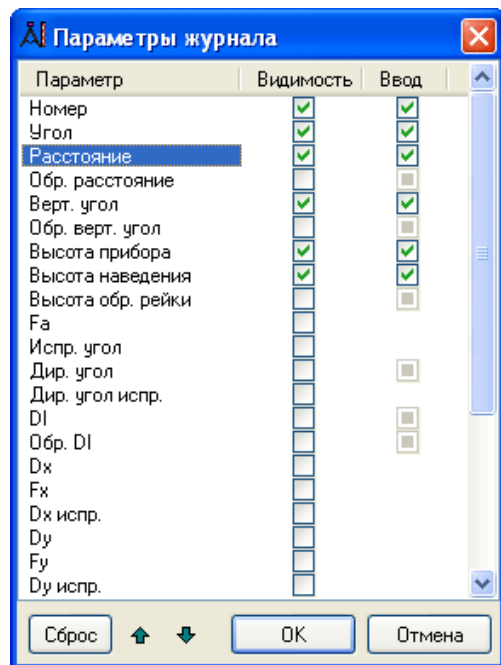 Параметры журнала
Параметр Видимость Ввод
Номер
Угол
Расстояние
Обр. расстояние
Верт. угол
Обр. верт. угол
Высота прибора
Высота наведения
Высота обр. рейки
Fa
Испр. угол
Дир. угол
Дир. угол испр.
Dl
Обр. Dl
Dx
Fx
Dx испр.
Dy
Fy
Dy испр.
Сброс OK Отмена